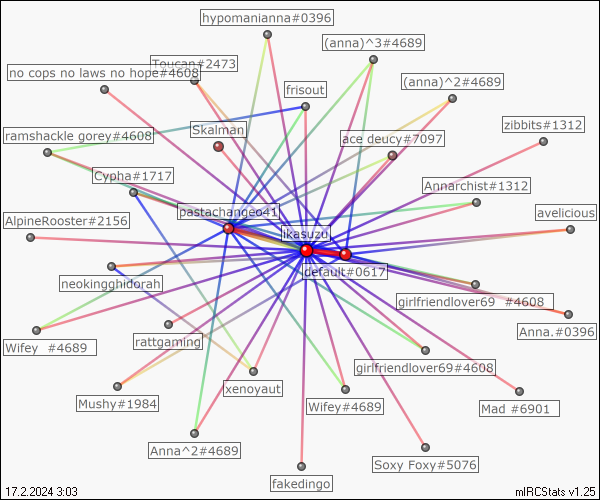 hypomanianna#0396
(anna)^3#4689
Toucan#2473
no cops no laws no hope#4608
(anna)^2#4689
frisout
zibbits#1312
Skalman
ramshackle gorey#4608
ace deucy#7097
Cypha#1717
Annarchist#1312
pastachangeo41
avelicious
AlpineRooster#2156
ikasuzu
default#0617
neokingghidorah
girlfriendlover69 #4608
Anna.#0396
rattgaming
Wifey #4689
girlfriendlover69#4608
xenoyaut
Mushy#1984
Wifey#4689
Mad #6901
Anna^2#4689
Soxy Foxy#5076
fakedingo
17.2.2024 3:03
mIRCStats v1.25